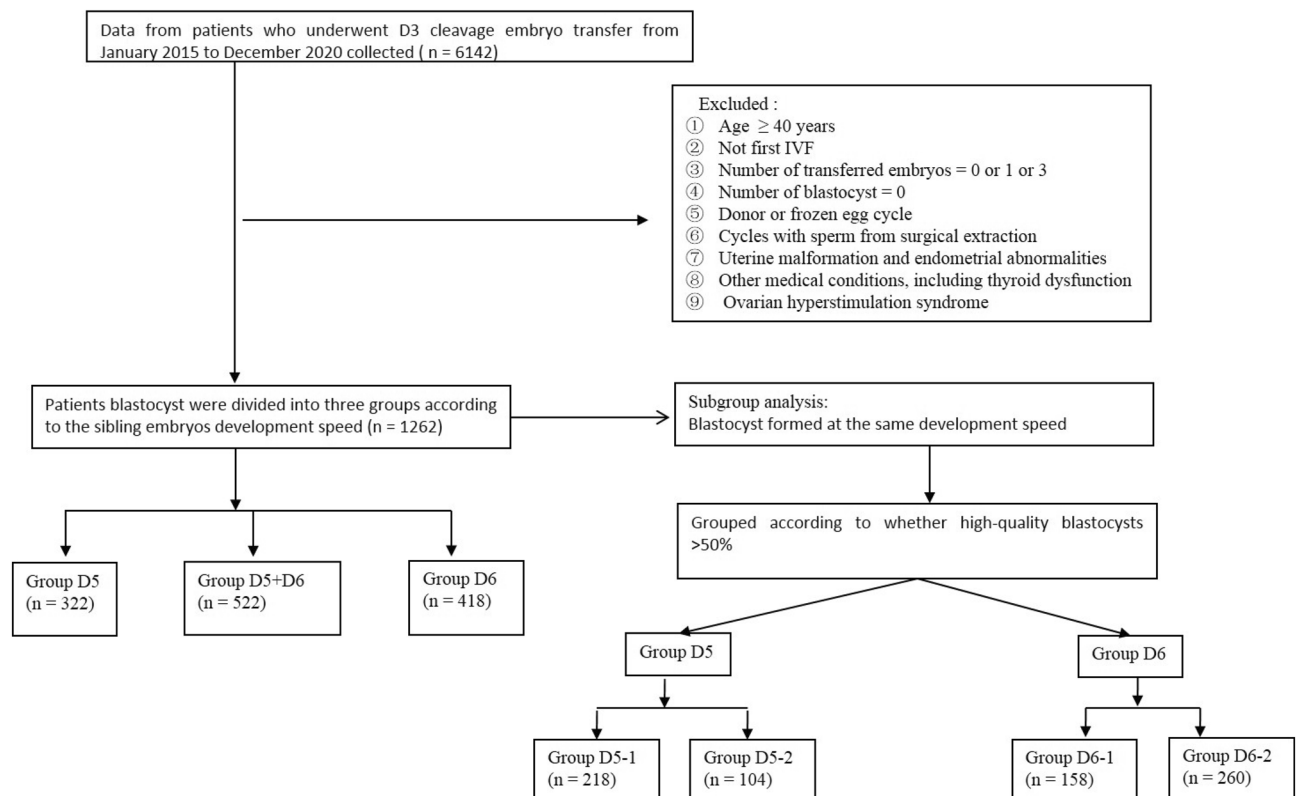 Data from patients who underwent D3 cleavage embryo transfer from
January 2015 to December 2020 collected ( n = 6142)
Excluded :
① Age ≥ 40 years
② Not first IVF
③ Number of transferred embryos = 0 or 1 or 3
④ Number of blastocyst = 0
⑤ Donor or frozen egg cycle
⑥ Cycles with sperm from surgical extraction
⑦ Uterine malformation and endometrial abnormalities
⑧ Other medical conditions, including thyroid dysfunction
⑨ Ovarian hyperstimulation syndrome
Patients blastocyst were divided into three groups according
to the sibling embryos development speed (n = 1262)
Subgroup analysis:
Blastocyst formed at the same development speed
Grouped according to whether high-quality blastocysts
>50%
Group D5
(n = 322)
Group D5+D6
(n = 522)
Group D6
(n = 418)
Group D5
Group D6
Group D5-1
(n = 218)
Group D5-2
(n = 104)
Group D6-1
(n = 158)
Group D6-2
(n = 260)